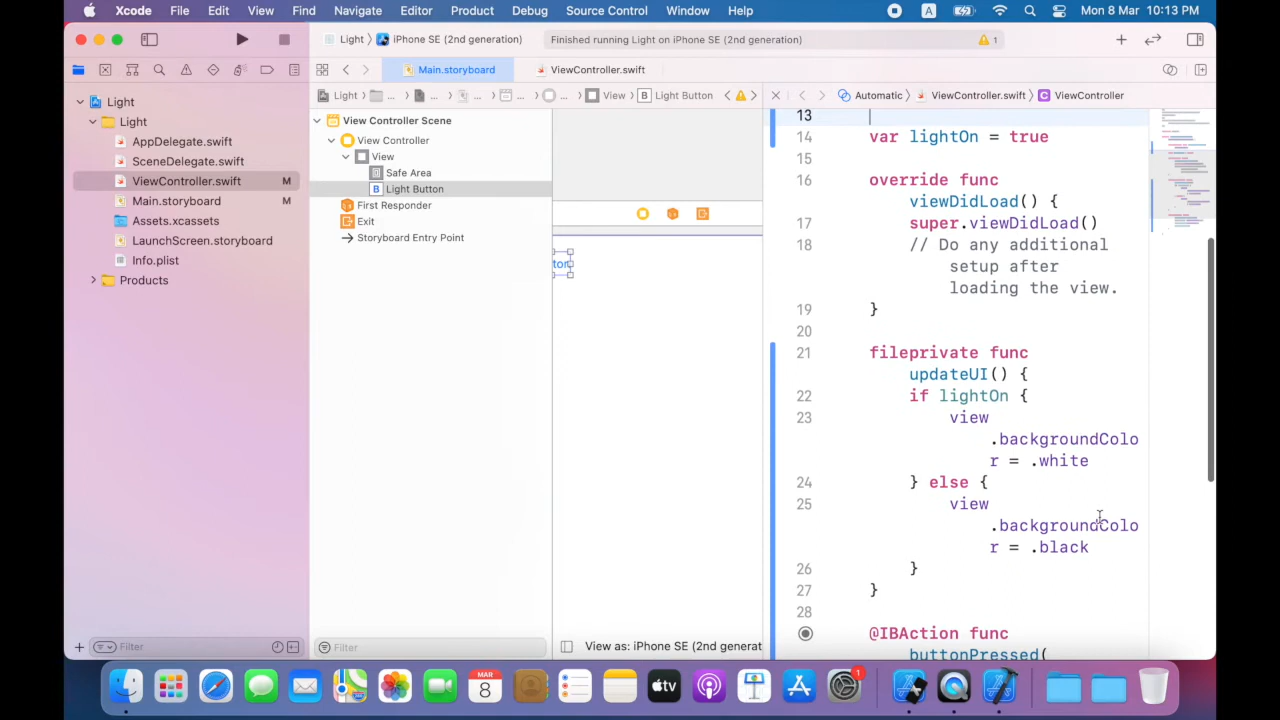 Xcode File Edit View Find Navigate Editor Product Debug Source Control Window Help A Mon 8 Mar 10:13 PM
Light iPhone SE (2nd generation) Finished running Light on iPhone SE (2nd generation) 1
Main.storyboard ViewController.swift
Light ... ... ... ... View Light Button Automatic ViewController.swift C ViewController
Light
Light
AppDelegate.swift
SceneDelegate.swift
ViewController.swift M
Main.storyboard M
Assets.xcassets
LaunchScreen.storyboard
Info.plist
Products
Filter
View Controller Scene
View Controller
View
Safe Area
B Light Button
First Responder
Exit
Storyboard Entry Point
Filter
View as: iPhone SE (2nd generat
13
14 var lightOn = true
15
16 override func
viewDidLoad() {
17 super.viewDidLoad()
18 // Do any additional
setup after
loading the view.
19 }
20
21 fileprivate func
updateUI() {
22 if lightOn {
23 view
.backgroundColo
r = .white
24 } else {
25 view
.backgroundColo
r = .black
26 }
27 }
28
@IBAction func
buttonPressed(
MAR
8
tv
1